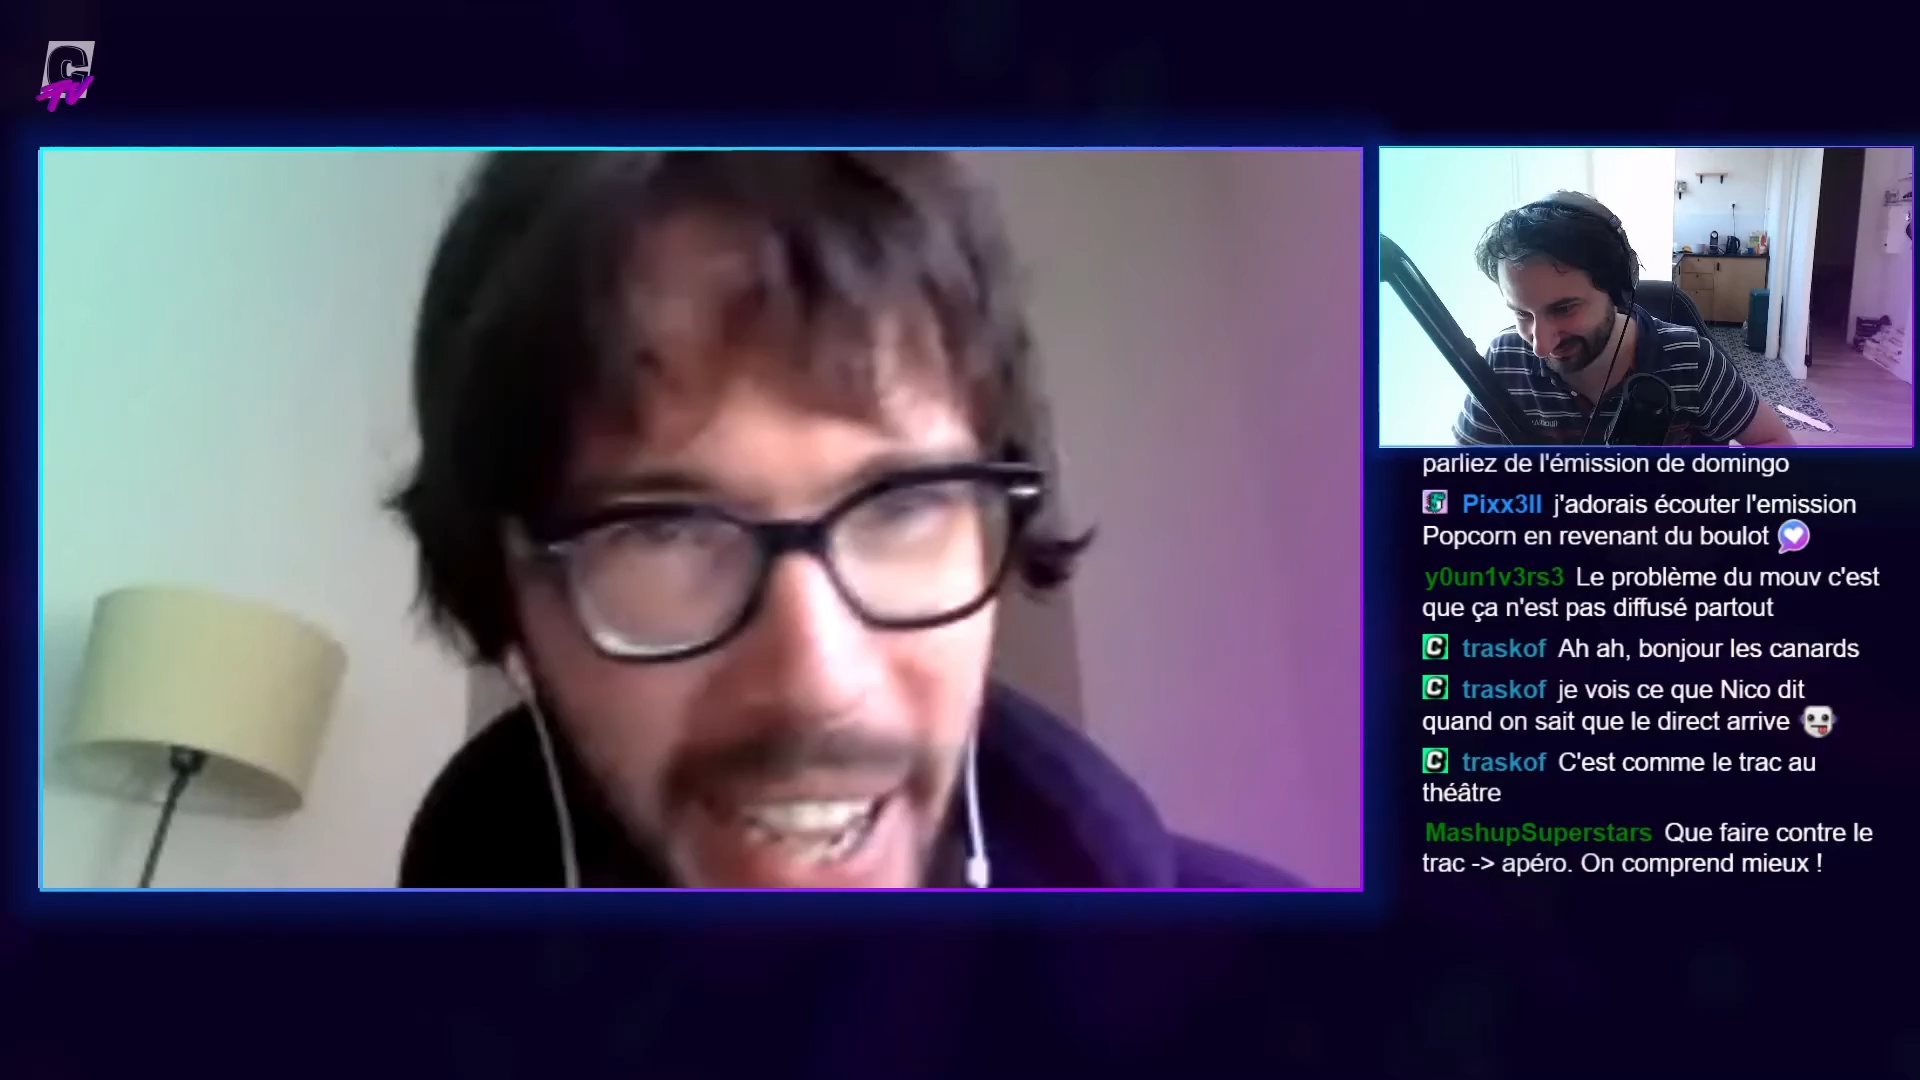 C
TV
parliez de l'émission de domingo
Pixx3ll j'adorais écouter l'emission
Popcorn en revenant du boulot
y0un1v3rs3 Le problème du mouv c'est
que ça n'est pas diffusé partout
C traskof Ah ah, bonjour les canards
C traskof je vois ce que Nico dit
quand on sait que le direct arrive
C traskof C'est comme le trac au
théâtre
MashupSuperstars Que faire contre le
trac -> apéro. On comprend mieux !